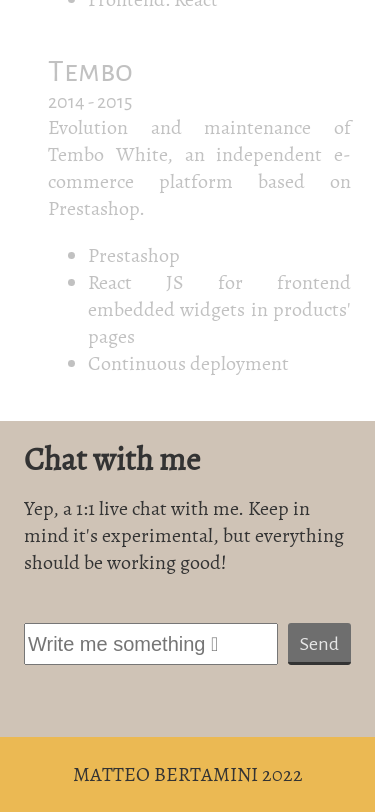 Frontend: React
Tembo
2014 - 2015
Evolution and maintenance of
Tembo White, an independent e-
commerce platform based on
Prestashop.
Prestashop
React JS for frontend
embedded widgets in products'
pages
Continuous deployment
Chat with me
Yep, a 1:1 live chat with me. Keep in
mind it's experimental, but everything
should be working good!
Write me something
Send
MATTEO BERTAMINI 2022